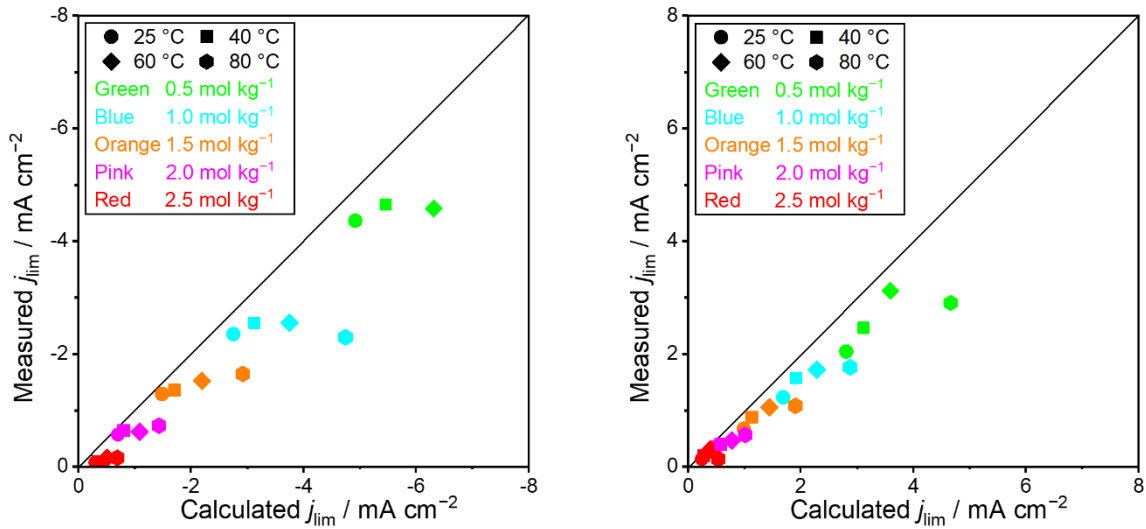 -8
-6
-4
-2
0
0 -2 -4 -6 -8
Measured jlim / mA cm−2
Calculated jlim / mA cm−2
25 °C 40 °C
60 °C 80 °C
Green 0.5 mol kg−1
Blue 1.0 mol kg−1
Orange 1.5 mol kg−1
Pink 2.0 mol kg−1
Red 2.5 mol kg−1
8
6
4
2
0
0 2 4 6 8
Measured jlim / mA cm−2
Calculated jlim / mA cm−2
25 °C 40 °C
60 °C 80 °C
Green 0.5 mol kg−1
Blue 1.0 mol kg−1
Orange 1.5 mol kg−1
Pink 2.0 mol kg−1
Red 2.5 mol kg−1